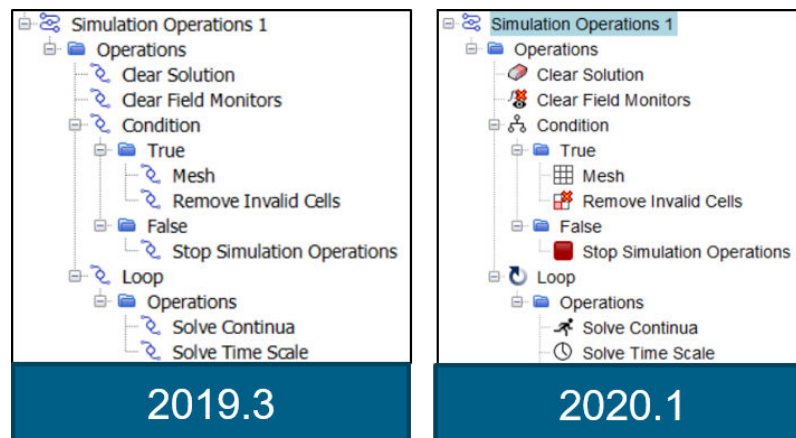 Simulation Operations 1
Operations
Clear Solution
Clear Field Monitors
Condition
True
Mesh
Remove Invalid Cells
False
Stop Simulation Operations
Loop
Operations
Solve Continua
Solve Time Scale
2019.3
Simulation Operations 1
Operations
Clear Solution
Clear Field Monitors
Condition
True
Mesh
Remove Invalid Cells
False
Stop Simulation Operations
Loop
Operations
Solve Continua
Solve Time Scale
2020.1